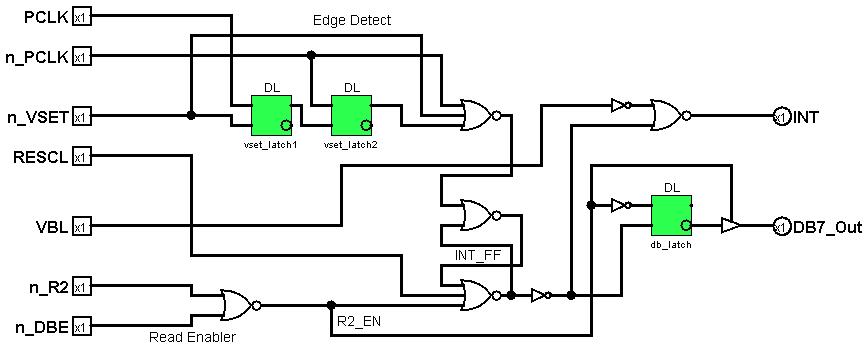 PCLK x1
Edge Detect
n_PCLK x1
DL DL
n_VSET x1
x1 INT
vset_latch1 vset_latch2
RESCL x1
DL
VBL x1
x1 DB7_Out
db_latch
INT_FF
n_R2 x1
R2_EN
n_DBE x1
Read Enabler